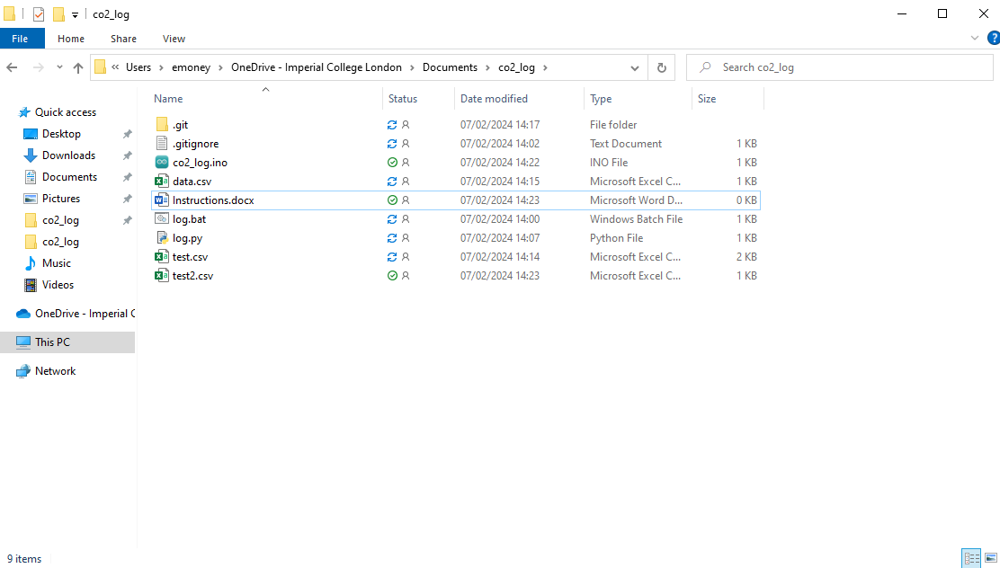 co2_log
File Home Share View
« Users > emoney > OneDrive - Imperial College London > Documents > co2_log >
Search co2_log
Name Status Date modified Type Size
Quick access
Desktop
Downloads
Documents
Pictures
co2_log
co2_log
Music
Videos
OneDrive - Imperial C
This PC
Network
.git 07/02/2024 14:17 File folder
.gitignore 07/02/2024 14:02 Text Document 1 KB
co2_log.ino 07/02/2024 14:22 INO File 1 KB
data.csv 07/02/2024 14:15 Microsoft Excel C... 1 KB
Instructions.docx 07/02/2024 14:23 Microsoft Word D... 0 KB
log.bat 07/02/2024 14:00 Windows Batch File 1 KB
log.py 07/02/2024 14:07 Python File 1 KB
test.csv 07/02/2024 14:14 Microsoft Excel C... 2 KB
test2.csv 07/02/2024 14:23 Microsoft Excel C... 1 KB
9 items